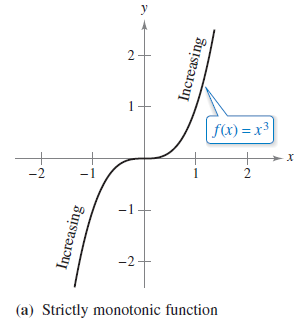 y
2
Increasing
1
f(x) = x³
x
-2
-1
1
2
-1
Increasing
-2
(a) Strictly monotonic function